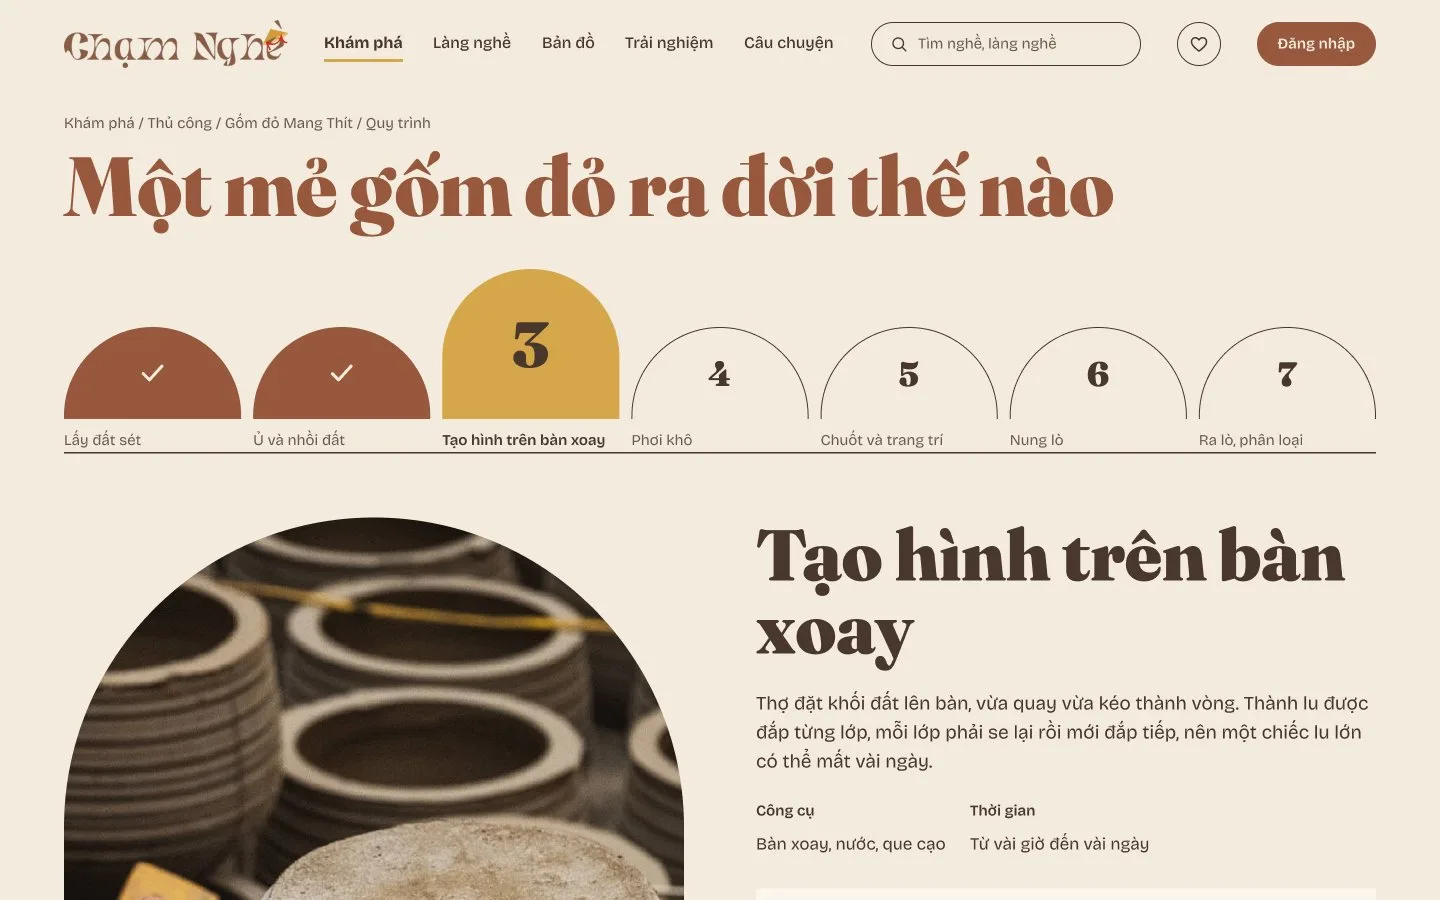 Chạm Nghề
Khám phá
Làng nghề
Bản đồ
Trải nghiệm
Câu chuyện
Tìm nghề, làng nghề
Đăng nhập
Khám phá / Thủ công / Gốm đỏ Mang Thít / Quy trình
Một mẻ gốm đỏ ra đời thế nào
3
4
5
6
7
Lấy đất sét
Ủ và nhồi đất
Tạo hình trên bàn xoay
Phơi khô
Chuốt và trang trí
Nung lò
Ra lò, phân loại
Tạo hình trên bàn
xoay
Thợ đặt khối đất lên bàn, vừa quay vừa kéo thành vòng. Thành lu được
đắp từng lớp, mỗi lớp phải se lại rồi mới đắp tiếp, nên một chiếc lu lớn
có thể mất vài ngày.
Công cụ
Thời gian
Bàn xoay, nước, que cạo
Từ vài giờ đến vài ngày